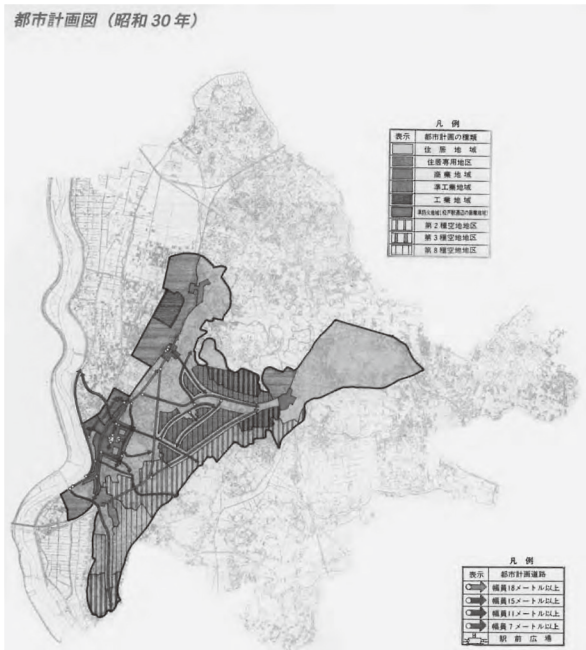 都市計画図（昭和30年）
凡例
表示 都市計画の種類
住居地域
住居専用地区
商業地域
準工業地域
工業地域
第2種空地地区
第3種空地地区
第8種空地地区
凡例
表示 都市計画道路
幅員18メートル以上
幅員15メートル以上
幅員11メートル以上
幅員7メートル以上
駅前広場